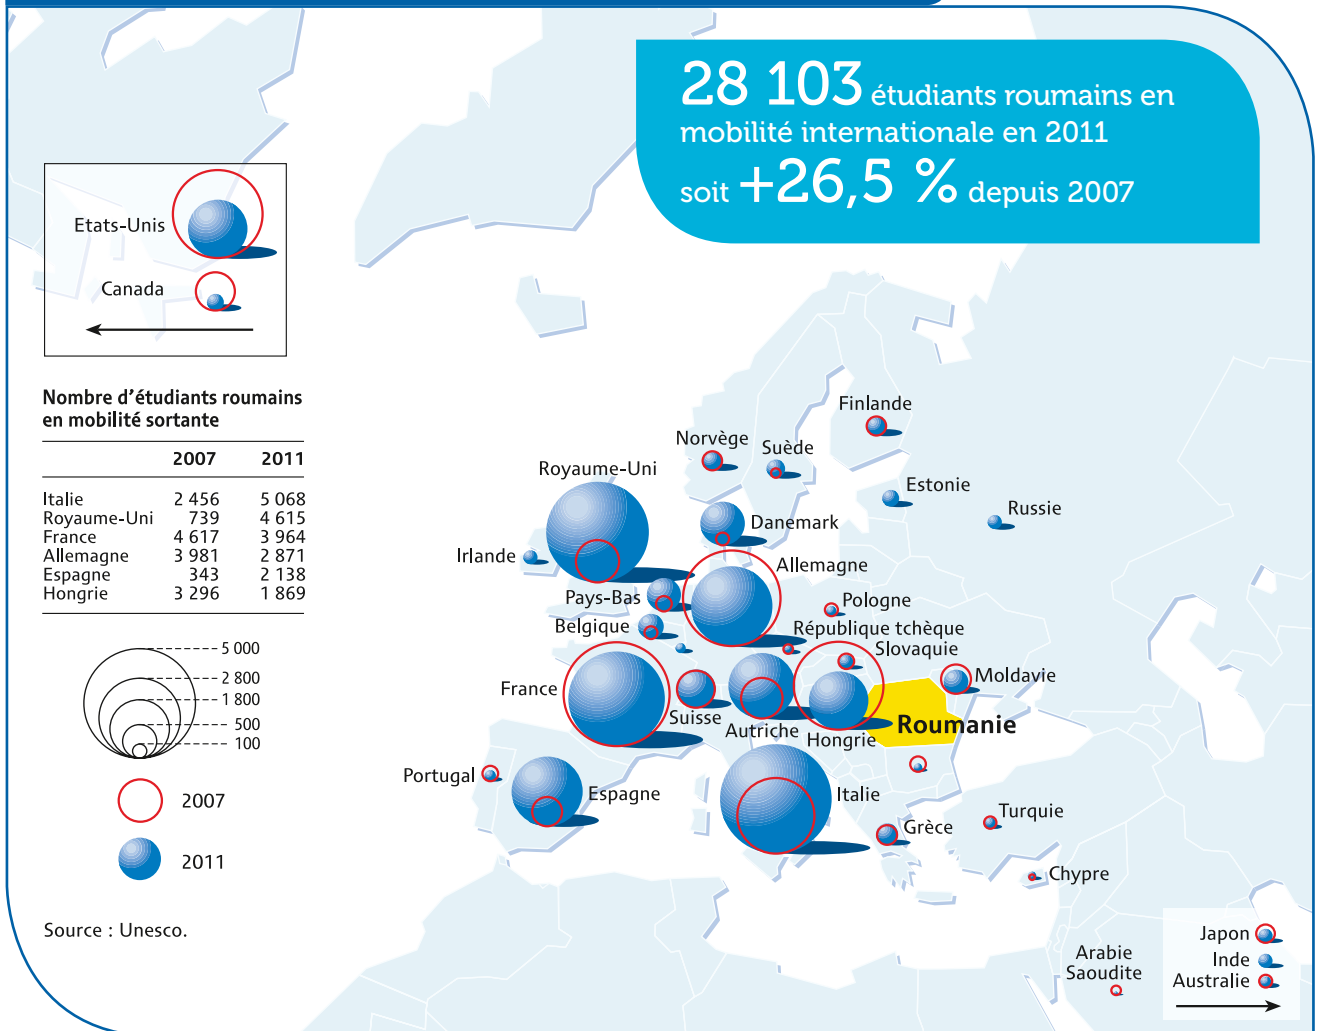 28 103 étudiants roumains en
mobilité internationale en 2011
soit +26,5 % depuis 2007
Etats-Unis
Canada
Nombre d'étudiants roumains
en mobilité sortante
2007 2011
Italie 2 456 5 068
Royaume-Uni 739 4 615
France 4 617 3 964
Allemagne 3 981 2 871
Espagne 343 2 138
Hongrie 3 296 1 869
5 000
2 800
1 800
500
100
2007
2011
Source : Unesco.
Finlande
Norvège
Suède
Royaume-Uni
Estonie
Russie
Danemark
Irlande
Allemagne
Pays-Bas
Pologne
Belgique
République tchèque
Slovaquie
Moldavie
France
Suisse
Autriche
Hongrie
Roumanie
Portugal
Espagne
Italie
Turquie
Grèce
Chypre
Arabie
Saoudite
Japon
Inde
Australie